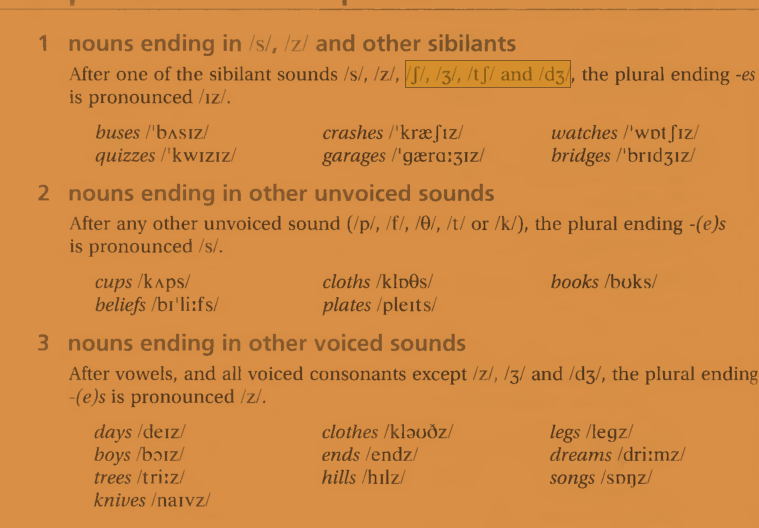 1 nouns ending in /s/, /z/ and other sibilants
After one of the sibilant sounds /s/, /z/, /ʃ/, /ʒ/, /tʃ/ and /dʒ/, the plural ending -es
is pronounced /ɪz/.
buses /ˈbʌsɪz/ crashes /ˈkræʃɪz/ watches /ˈwɒtʃɪz/
quizzes /ˈkwɪzɪz/ garages /ˈgærɑːʒɪz/ bridges /ˈbrɪdʒɪz/
2 nouns ending in other unvoiced sounds
After any other unvoiced sound (/p/, /f/, /θ/, /t/ or /k/), the plural ending -(e)s
is pronounced /s/.
cups /kʌps/ cloths /klɒθs/ books /bʊks/
beliefs /bɪˈliːfs/ plates /pleɪts/
3 nouns ending in other voiced sounds
After vowels, and all voiced consonants except /z/, /ʒ/ and /dʒ/, the plural ending
-(e)s is pronounced /z/.
days /deɪz/ clothes /kləʊðz/ legs /legz/
boys /bɔɪz/ ends /endz/ dreams /driːmz/
trees /triːz/ hills /hɪlz/ songs /sɒŋz/
knives /naɪvz/